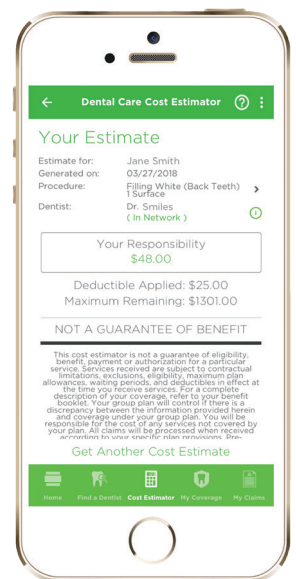 Dental Care Cost Estimator ?
Your Estimate
Estimate for: Jane Smith
Generated on: 03/27/2018
Procedure: Filling White (Back Teeth)
1 Surface
Dentist: Dr. Smiles
( In Network )
Your Responsibility
$48.00
Deductible Applied: $25.00
Maximum Remaining: $1301.00
NOT A GUARANTEE OF BENEFIT
This cost estimator is not a guarantee of eligibility,
benefit, payment or authorization for a particular
service. Services received are subject to contractual
limitations, exclusions, eligibility, maximum plan
allowances, waiting periods, and deductibles in effect at
the time you receive services. For a complete
description of your coverage, refer to your benefit
booklet. Your group plan will control if there is a
discrepancy between the information provided herein
and coverage under your group plan. You will be
responsible for the cost of any services not covered by
your plan. All claims will be processed when received
according to your specific plan provisions. Pre-
Get Another Cost Estimate
Home Find a Dentist Cost Estimator My Coverage My Claims